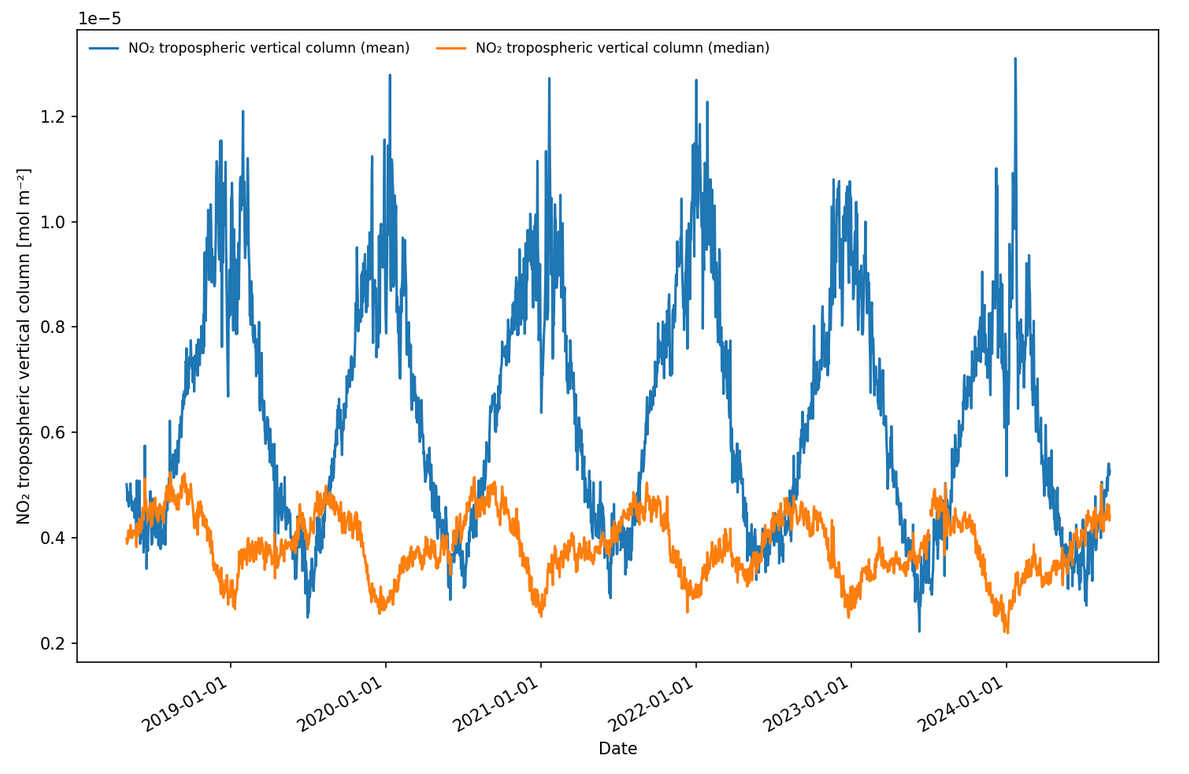 1e−5
NO₂ tropospheric vertical column (mean)
NO₂ tropospheric vertical column (median)
NO₂ tropospheric vertical column [mol m⁻²]
1.2
1.0
0.8
0.6
0.4
0.2
2019-01-01
2020-01-01
2021-01-01
2022-01-01
2023-01-01
2024-01-01
Date